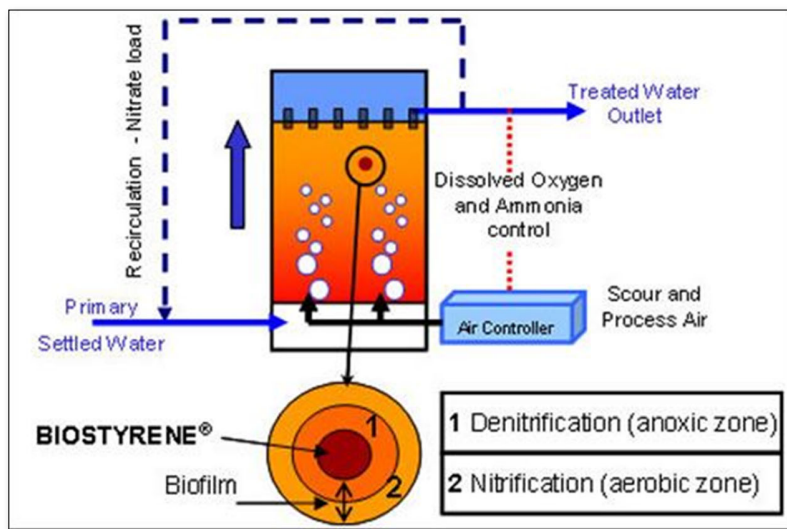 Recirculation - Nitrate load
Treated Water
Outlet
Dissolved Oxygen
and Ammonia
control
Primary
Settled Water
Air Controller
Scour and
Process Air
BIOSTYRENE®
Biofilm
1
2
1 Denitrification (anoxic zone)
2 Nitrification (aerobic zone)